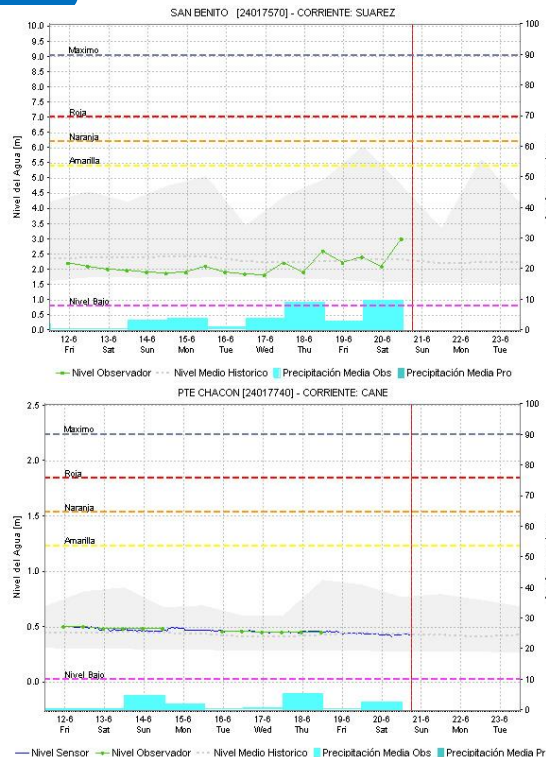 SAN BENITO [24017570] - CORRIENTE: SUAREZ
Nivel del Agua [m]
10.0 9.5 9.0 8.5 8.0 7.5 7.0 6.5 6.0 5.5 5.0 4.5 4.0 3.5 3.0 2.5 2.0 1.5 1.0 0.5 0.0
Maximo
Roja
Naranja
Amarilla
Nivel Bajo
100 90 80 70 60 50 40 30 20 10 0
12-6 13-6 14-6 15-6 16-6 17-6 18-6 19-6 20-6 21-6 22-6 23-6
Fri Sat Sun Mon Tue Wed Thu Fri Sat Sun Mon Tue
Nivel Observador Nivel Medio Historico Precipitación Media Obs Precipitación Media Pro
PTE CHACON [24017740] - CORRIENTE: CANE
Nivel del Agua [m]
2.5 2.0 1.5 1.0 0.5 0.0
Maximo
Roja
Naranja
Amarilla
Nivel Bajo
100 90 80 70 60 50 40 30 20 10 0
12-6 13-6 14-6 15-6 16-6 17-6 18-6 19-6 20-6 21-6 22-6 23-6
Fri Sat Sun Mon Tue Wed Thu Fri Sat Sun Mon Tue
Nivel Sensor Nivel Observador Nivel Medio Historico Precipitación Media Obs Precipitación Media Pr